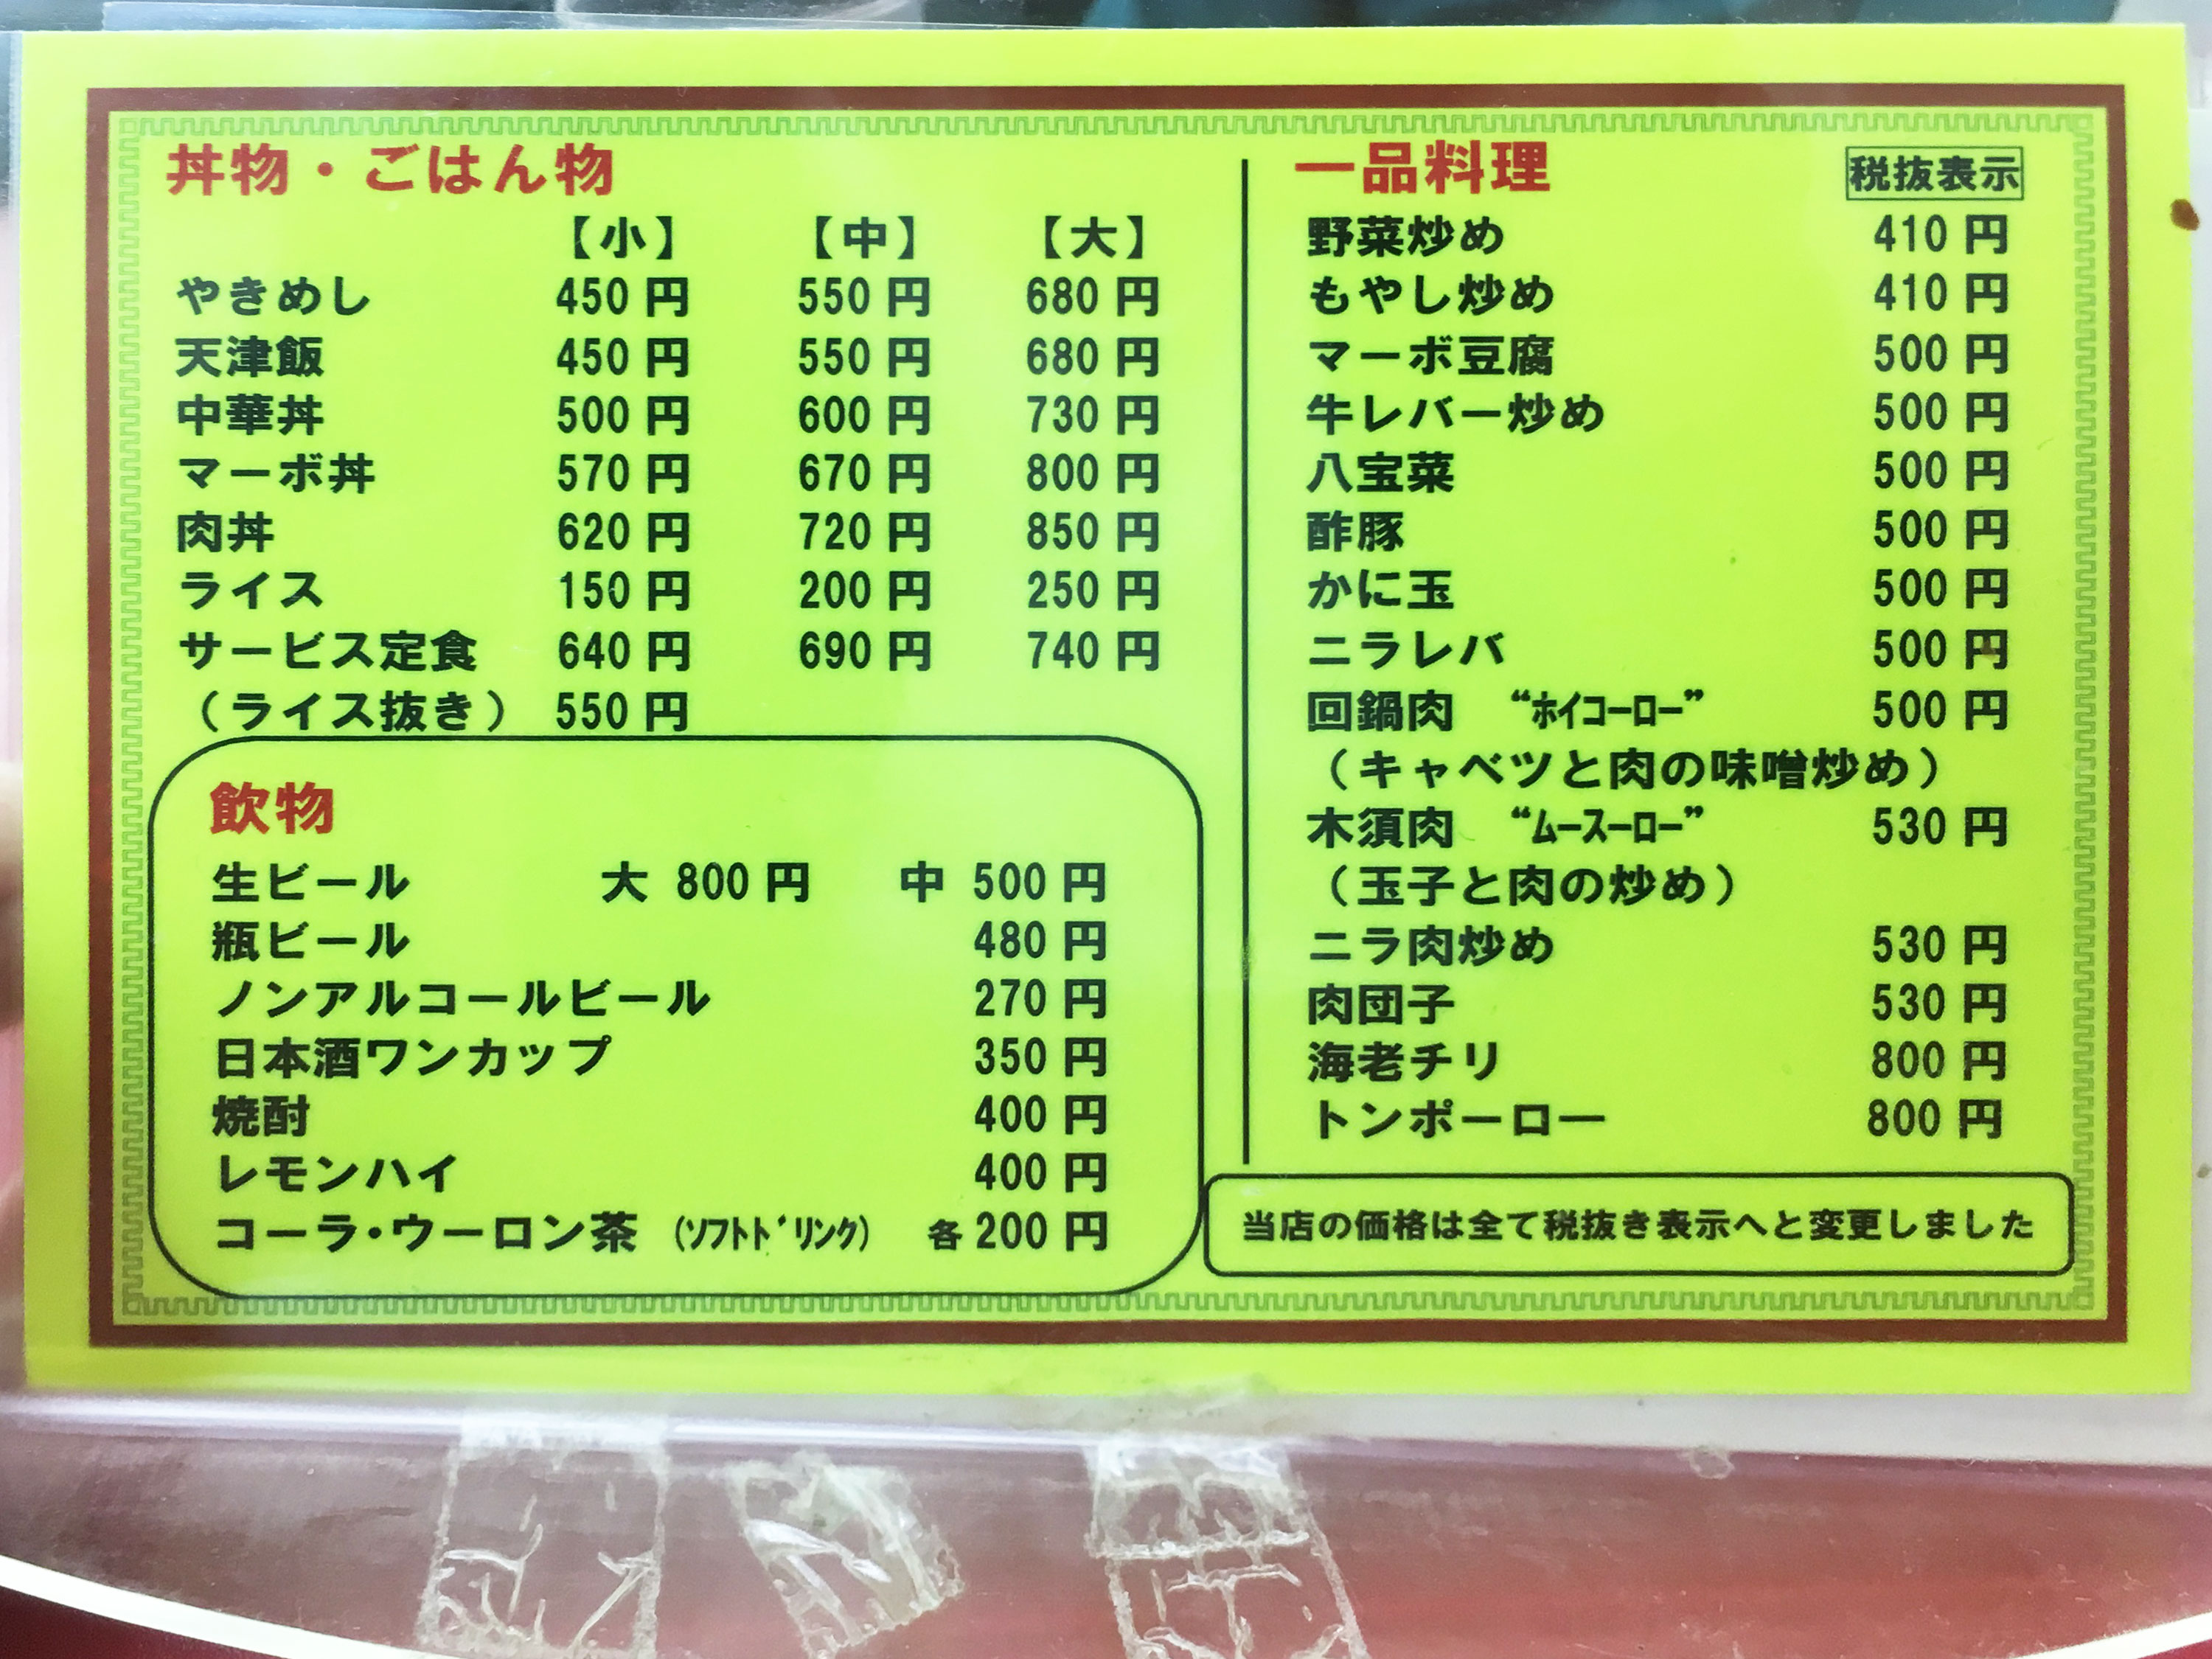 丼物・ごはん物
【小】 【中】 【大】
やきめし 450円 550円 680円
天津飯 450円 550円 680円
中華丼 500円 600円 730円
マーボ丼 570円 670円 800円
肉丼 620円 720円 850円
ライス 150円 200円 250円
サービス定食 640円 690円 740円
（ライス抜き） 550円
飲物
生ビール 大 800円 中 500円
瓶ビール 480円
ノンアルコールビール 270円
日本酒ワンカップ 350円
焼酎 400円
レモンハイ 400円
コーラ・ウーロン茶 （ｿﾌﾄﾄﾞﾘﾝｸ） 各200円
一品料理 税抜表示
野菜炒め 410円
もやし炒め 410円
マーボ豆腐 500円
牛レバー炒め 500円
八宝菜 500円
酢豚 500円
かに玉 500円
ニラレバ 500円
回鍋肉 “ﾎｲｺｰﾛｰ” 500円
（キャベツと肉の味噌炒め）
木須肉 “ﾑｰｽｰﾛｰ” 530円
（玉子と肉の炒め）
ニラ肉炒め 530円
肉団子 530円
海老チリ 800円
トンポーロー 800円
当店の価格は全て税抜き表示へと変更しました